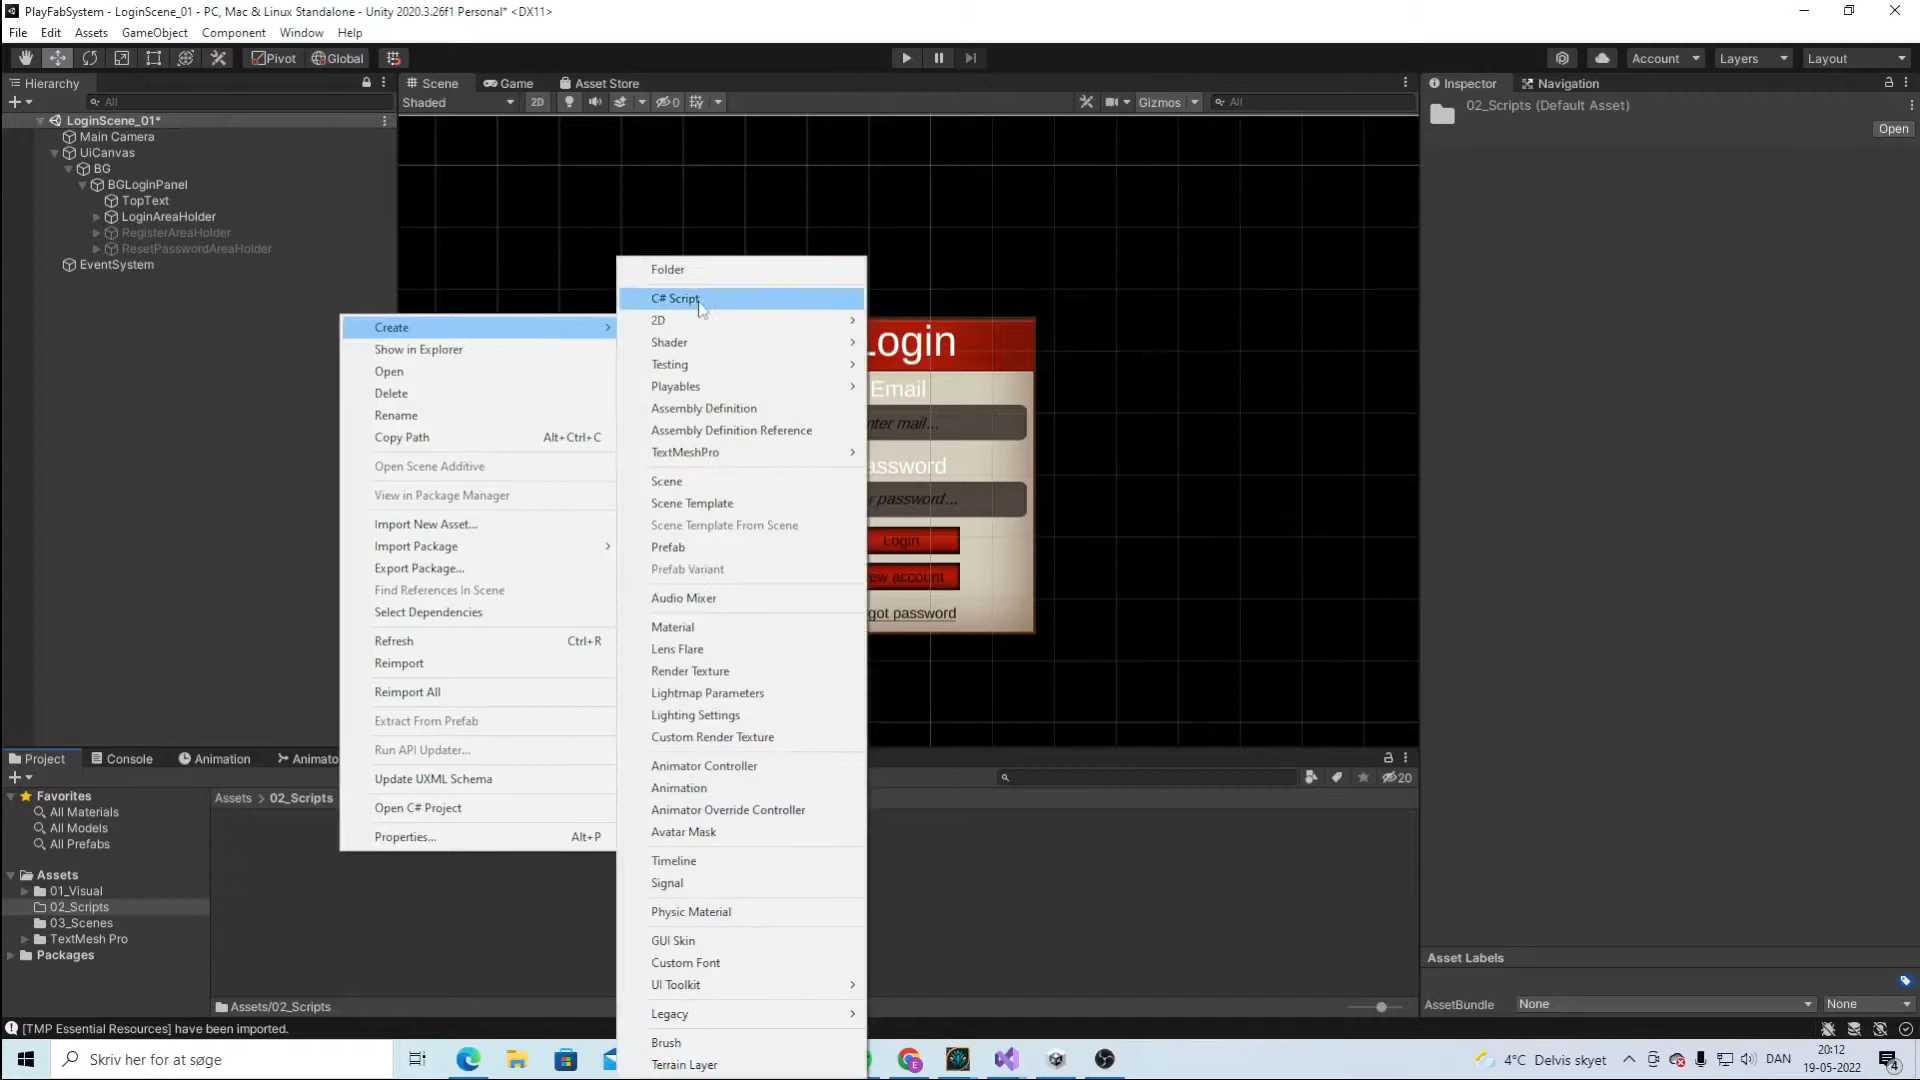 PlayFabSystem - LoginScene_01 - PC, Mac & Linux Standalone - Unity 2020.3.26f1 Personal* <DX11>
File Edit Assets GameObject Component Window Help
Pivot Global Account Layers Layout
Hierarchy
All
LoginScene_01*
Main Camera
UiCanvas
BG
BGLoginPanel
TopText
LoginAreaHolder
RegisterAreaHolder
ResetPasswordAreaHolder
EventSystem
Scene Game Asset Store
Shaded 2D 0 Gizmos All
Create
Show in Explorer
Open
Delete
Rename
Copy Path Alt+Ctrl+C
Open Scene Additive
View in Package Manager
Import New Asset...
Import Package
Export Package...
Find References In Scene
Select Dependencies
Refresh Ctrl+R
Reimport
Reimport All
Extract From Prefab
Run API Updater...
Update UXML Schema
Open C# Project
Properties... Alt+P
Folder
C# Script
2D
Shader
Testing
Playables
Assembly Definition
Assembly Definition Reference
TextMeshPro
Scene
Scene Template
Scene Template From Scene
Prefab
Prefab Variant
Audio Mixer
Material
Lens Flare
Render Texture
Lightmap Parameters
Lighting Settings
Custom Render Texture
Animator Controller
Animation
Animator Override Controller
Avatar Mask
Timeline
Signal
Physic Material
GUI Skin
Custom Font
UI Toolkit
Legacy
Brush
Terrain Layer
Login
Email
nter mail...
assword
r password...
Login
ew account
got password
Inspector Navigation
02_Scripts (Default Asset)
Open
Project Console Animation Animato
20
Favorites
All Materials
All Models
All Prefabs
Assets
01_Visual
02_Scripts
03_Scenes
TextMesh Pro
Packages
Assets > 02_Scripts
Assets/02_Scripts
Asset Labels
AssetBundle None None
[TMP Essential Resources] have been imported.
Skriv her for at søge
4°C Delvis skyet DAN 20:12
19-05-2022
4